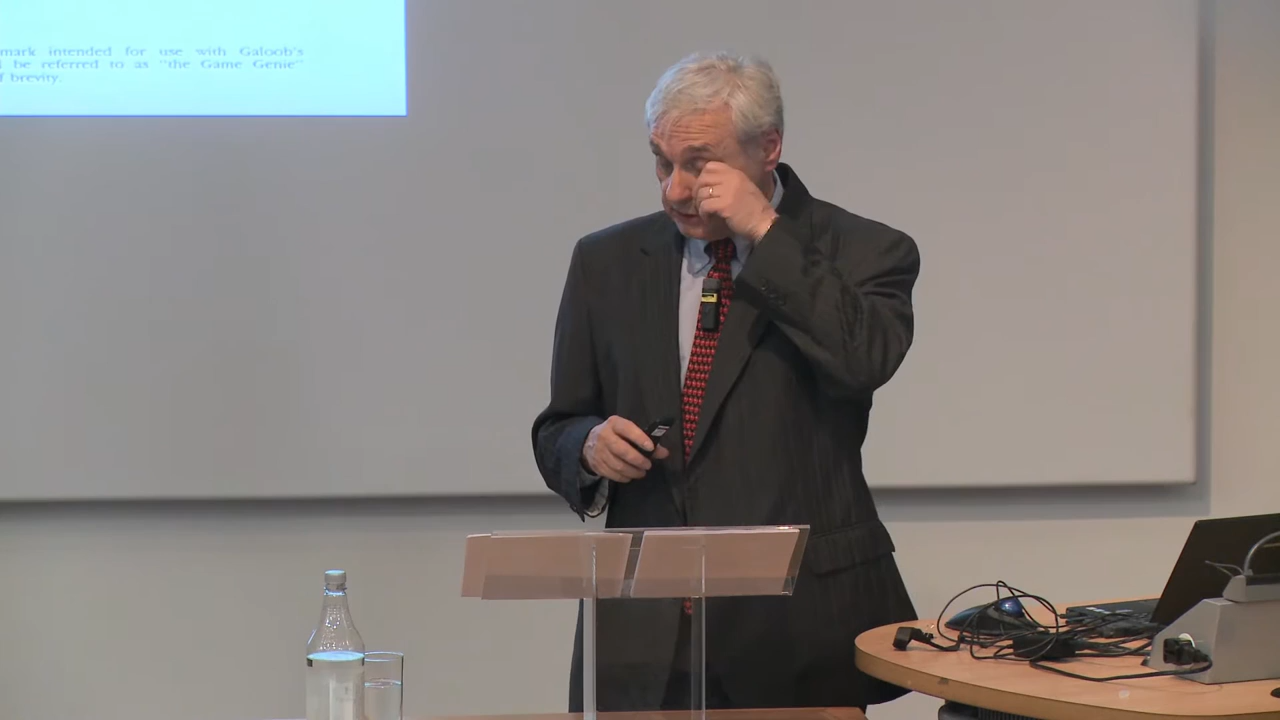 mark intended for use with Galoob's
be referred to as "the Game Genie"
f brevity.